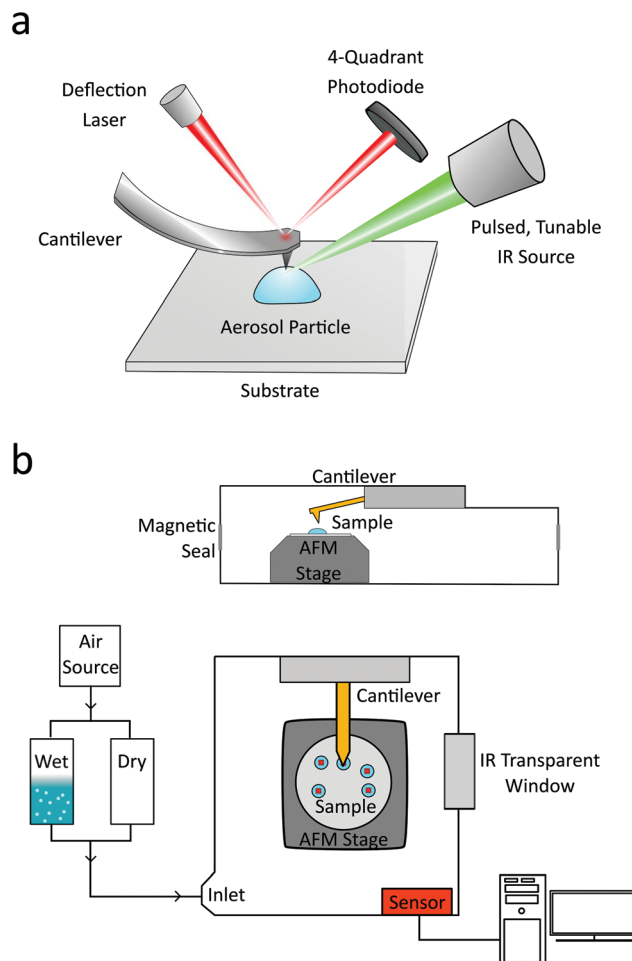 a
Deflection
Laser
4-Quadrant
Photodiode
Cantilever
Pulsed, Tunable
IR Source
Aerosol Particle
Substrate
b
Cantilever
Magnetic
Seal
Sample
AFM
Stage
Air
Source
Wet
Dry
Cantilever
IR Transparent
Window
Sample
AFM Stage
Inlet
Sensor